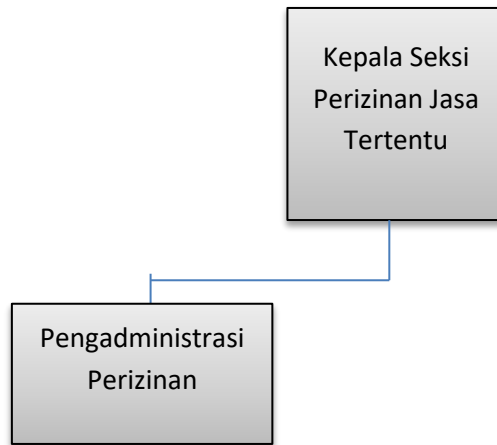 Kepala Seksi
Perizinan Jasa
Tertentu
Pengadministrasi
Perizinan